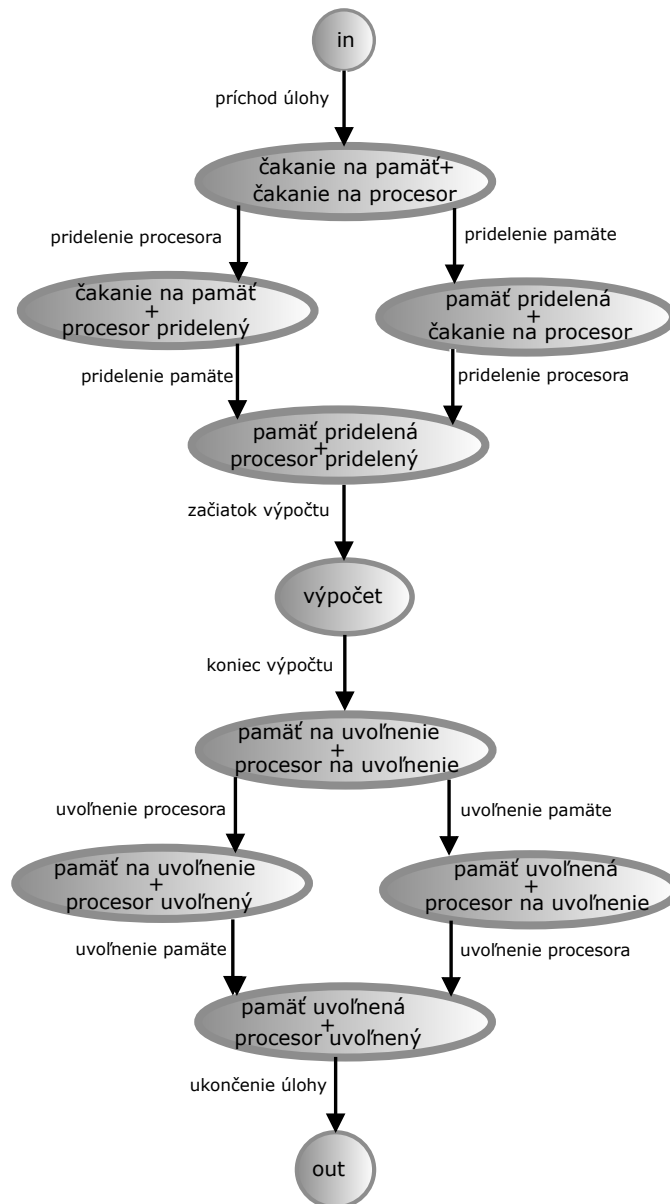 in
príchod úlohy
čakanie na pamäť+
čakanie na procesor
pridelenie procesora
pridelenie pamäte
čakanie na pamäť
+
procesor pridelený
pamäť pridelená
+
čakanie na procesor
pridelenie pamäte
pridelenie procesora
pamäť pridelená
+
procesor pridelený
začiatok výpočtu
výpočet
koniec výpočtu
pamäť na uvoľnenie
+
procesor na uvoľnenie
uvoľnenie procesora
uvoľnenie pamäte
pamäť na uvoľnenie
+
procesor uvoľnený
pamäť uvoľnená
+
procesor na uvoľnenie
uvoľnenie pamäte
uvoľnenie procesora
pamäť uvoľnená
+
procesor uvoľnený
ukončenie úlohy
out